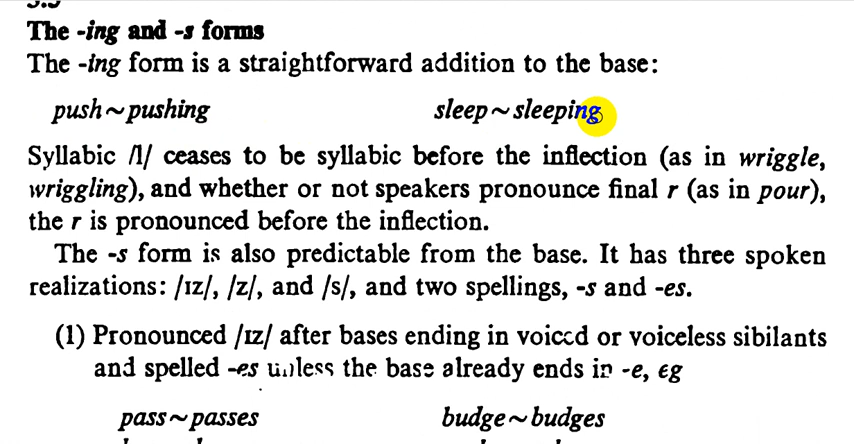 The -ing and -s forms
The -ing form is a straightforward addition to the base:
push~pushing sleep~sleeping
Syllabic /l/ ceases to be syllabic before the inflection (as in wriggle,
wriggling), and whether or not speakers pronounce final r (as in pour),
the r is pronounced before the inflection.
The -s form is also predictable from the base. It has three spoken
realizations: /ɪz/, /z/, and /s/, and two spellings, -s and -es.
(1) Pronounced /ɪz/ after bases ending in voiced or voiceless sibilants
and spelled -es unless the base already ends in -e, eg
pass~passes budge~budges